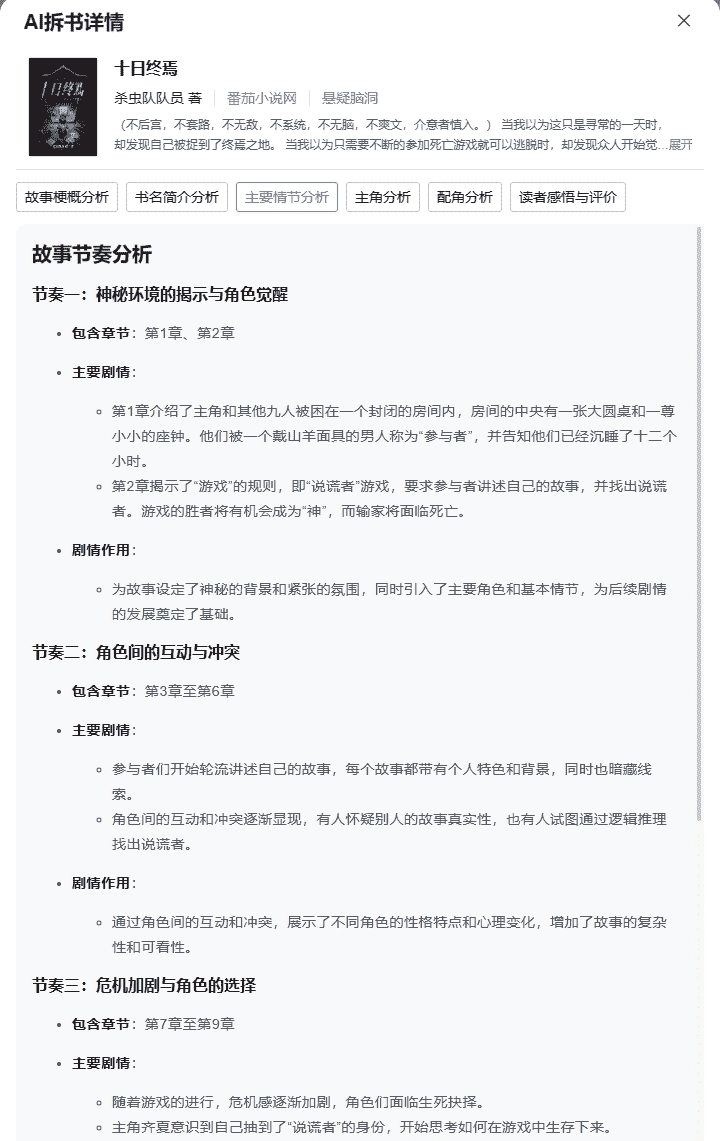 AI拆书详情
十日终焉
十日终焉
杀虫队队员 著
番茄小说网
悬疑脑洞
（不后宫，不套路，不无敌，不系统，不无脑，不爽文，介意者慎入。） 当我以为这只是寻常的一天时，
却发现自己被捉到了终焉之地。 当我以为只需要不断的参加死亡游戏就可以逃脱时，却发现众人开始觉...展开
故事梗概分析
书名简介分析
主要情节分析
主角分析
配角分析
读者感悟与评价
故事节奏分析
节奏一：神秘环境的揭示与角色觉醒
• 包含章节：第1章、第2章
• 主要剧情：
◦ 第1章介绍了主角和其他九人被困在一个封闭的房间内，房间的中央有一张大圆桌和一尊
小小的座钟。他们被一个戴山羊面具的男人称为“参与者”，并告知他们已经沉睡了十二个
小时。
◦ 第2章揭示了“游戏”的规则，即“说谎者”游戏，要求参与者讲述自己的故事，并找出说谎
者。游戏的胜者将有机会成为“神”，而输家将面临死亡。
• 剧情作用：
◦ 为故事设定了神秘的背景和紧张的氛围，同时引入了主要角色和基本情节，为后续剧情
的发展奠定了基础。
节奏二：角色间的互动与冲突
• 包含章节：第3章至第6章
• 主要剧情：
◦ 参与者们开始轮流讲述自己的故事，每个故事都带有个人特色和背景，同时也暗藏线
索。
◦ 角色间的互动和冲突逐渐显现，有人怀疑别人的故事真实性，也有人试图通过逻辑推理
找出说谎者。
• 剧情作用：
◦ 通过角色间的互动和冲突，展示了不同角色的性格特点和心理变化，增加了故事的复杂
性和可看性。
节奏三：危机加剧与角色的选择
• 包含章节：第7章至第9章
• 主要剧情：
◦ 随着游戏的进行，危机感逐渐加剧，角色们面临生死抉择。
◦ 主角齐夏意识到自己抽到了“说谎者”的身份，开始思考如何在游戏中生存下来。